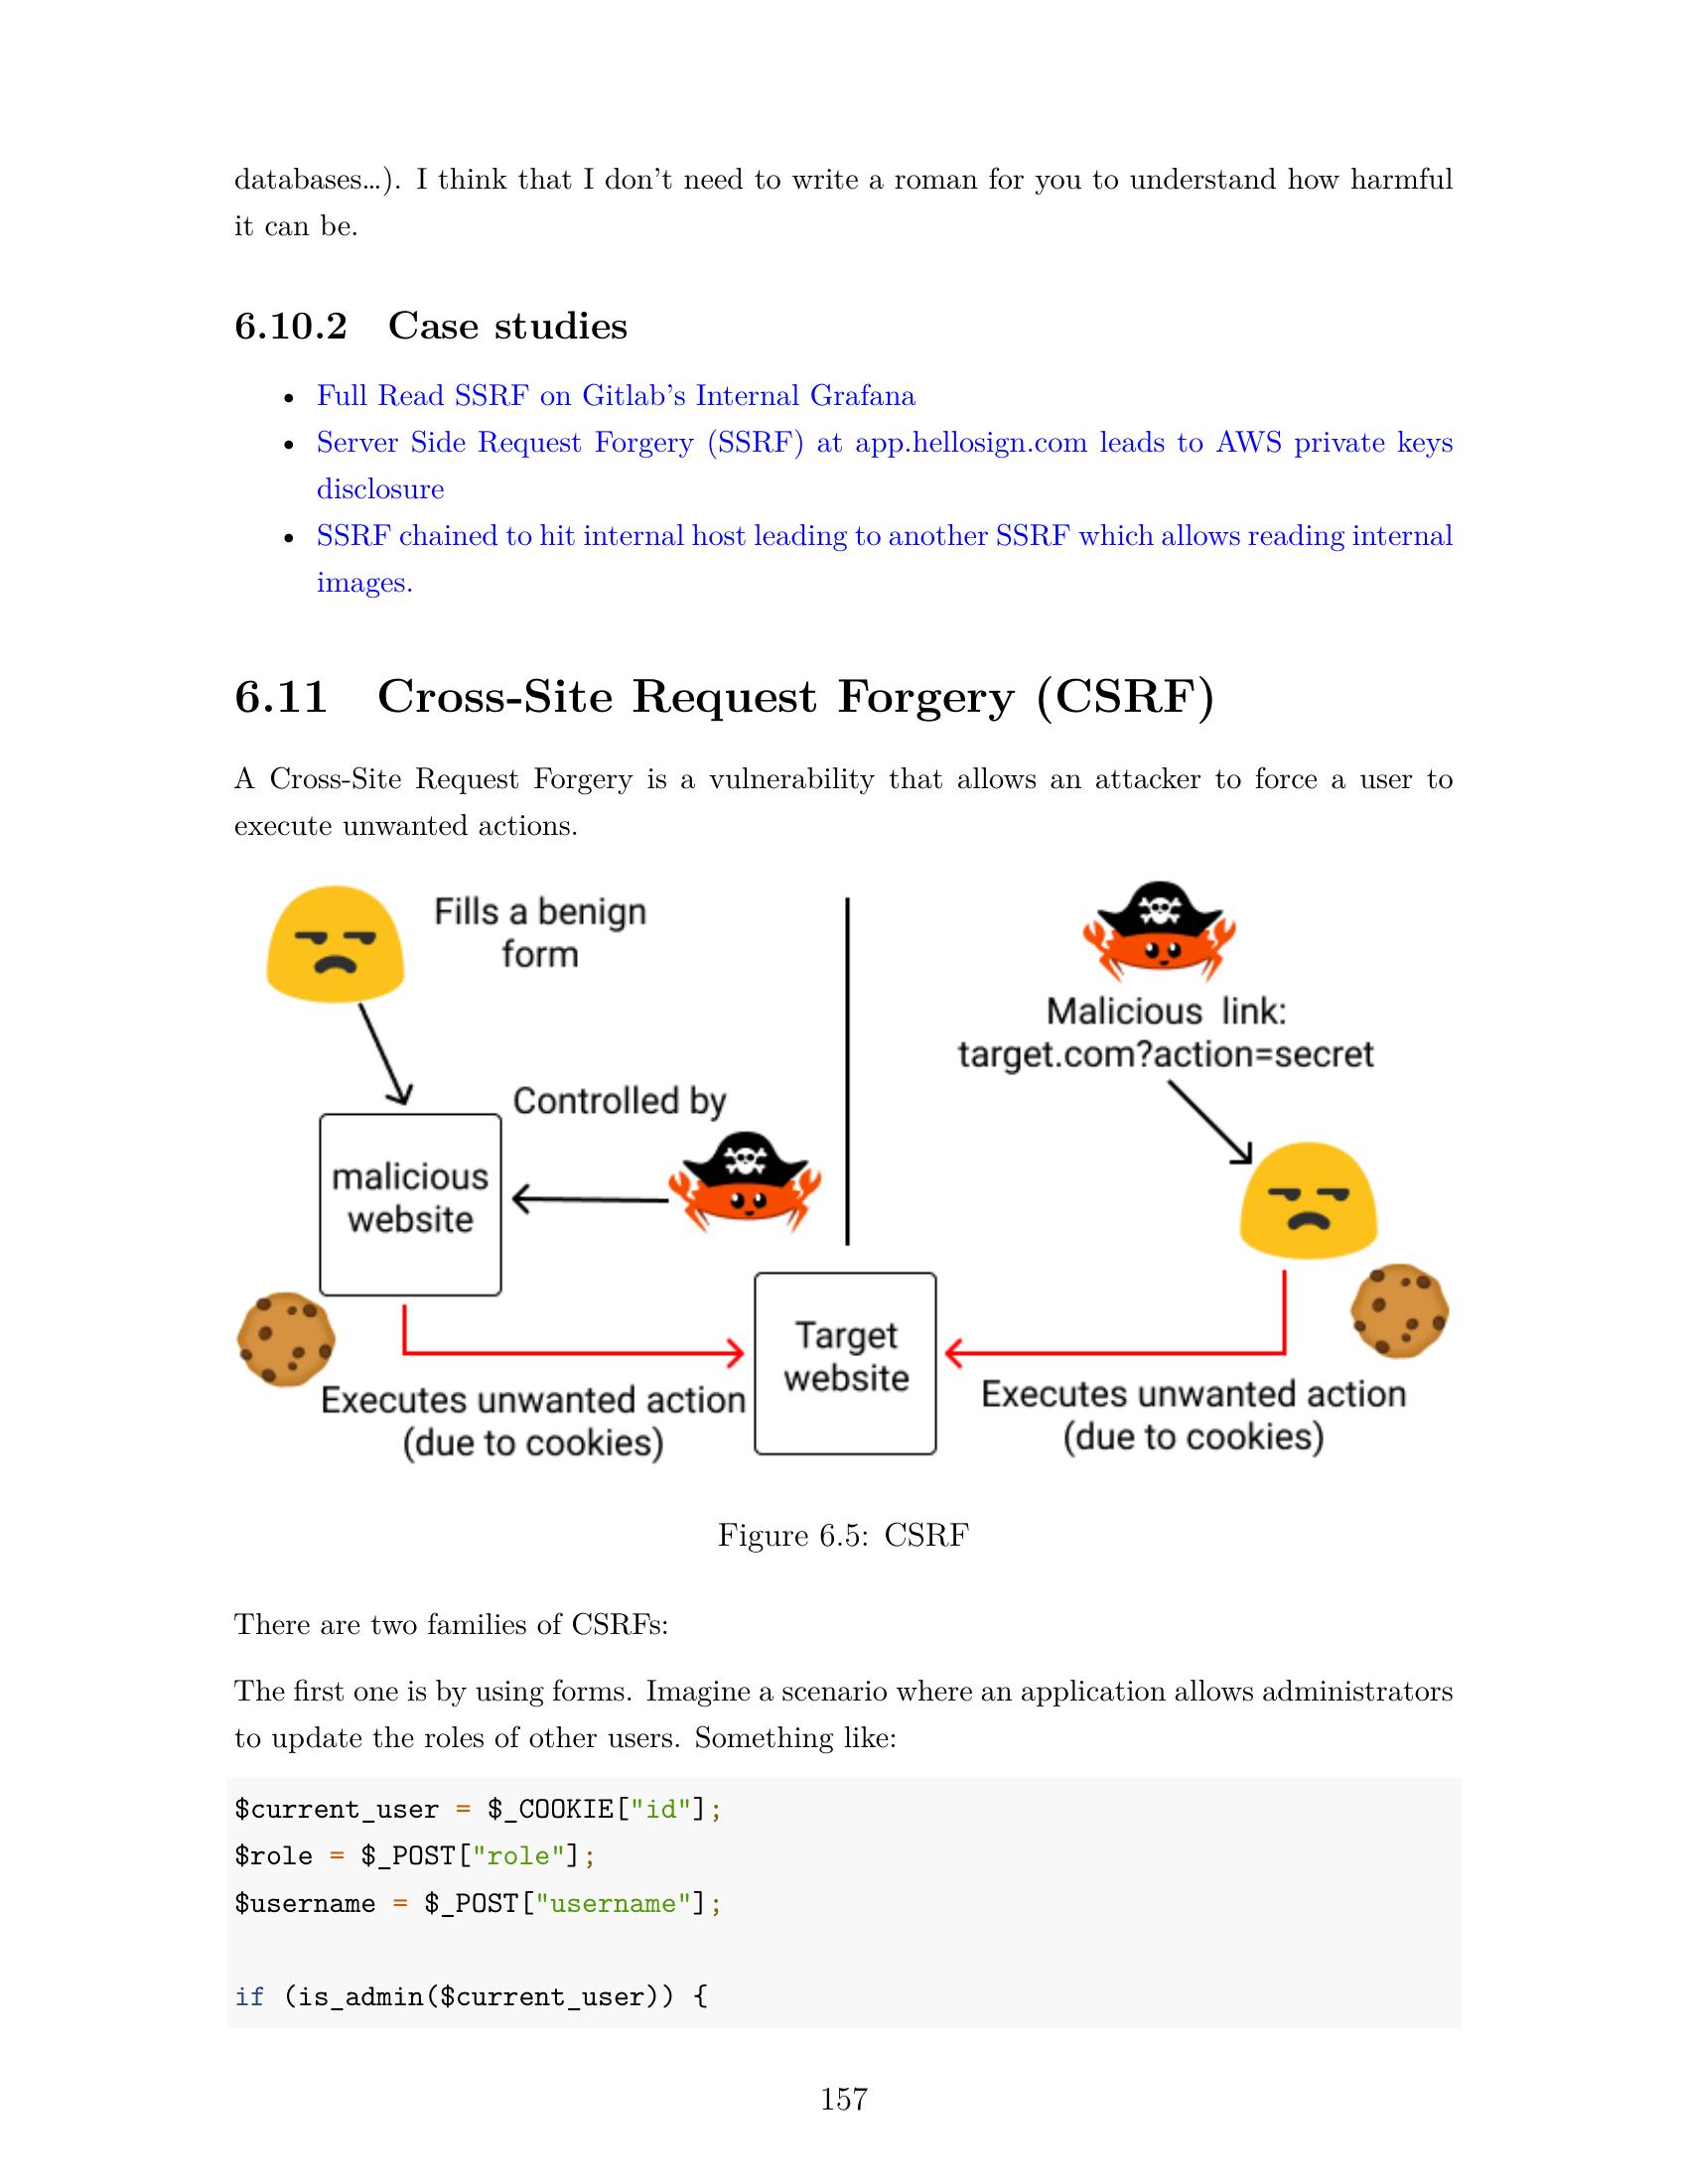 databases…). I think that I don't need to write a roman for you to understand how harmful
it can be.
6.10.2 Case studies
• Full Read SSRF on Gitlab's Internal Grafana
• Server Side Request Forgery (SSRF) at app.hellosign.com leads to AWS private keys
disclosure
• SSRF chained to hit internal host leading to another SSRF which allows reading internal
images.
6.11 Cross-Site Request Forgery (CSRF)
A Cross-Site Request Forgery is a vulnerability that allows an attacker to force a user to
execute unwanted actions.
Fills a benign
form
Controlled by
malicious
website
Executes unwanted action
(due to cookies)
Malicious link:
target.com?action=secret
Target
website
Executes unwanted action
(due to cookies)
Figure 6.5: CSRF
There are two families of CSRFs:
The first one is by using forms. Imagine a scenario where an application allows administrators
to update the roles of other users. Something like:
$current_user = $_COOKIE["id"];
$role = $_POST["role"];
$username = $_POST["username"];
if (is_admin($current_user)) {
157